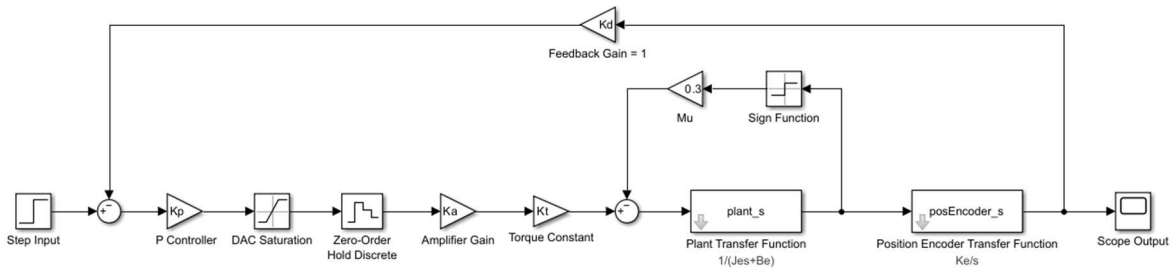 Kd
Feedback Gain = 1
0.3
Mu
Sign Function
Step Input
+
−
Kp
P Controller
DAC Saturation
Zero-Order
Hold Discrete
Ka
Amplifier Gain
Kt
Torque Constant
+
−
plant_s
Plant Transfer Function
1/(Jes+Be)
posEncoder_s
Position Encoder Transfer Function
Ke/s
Scope Output